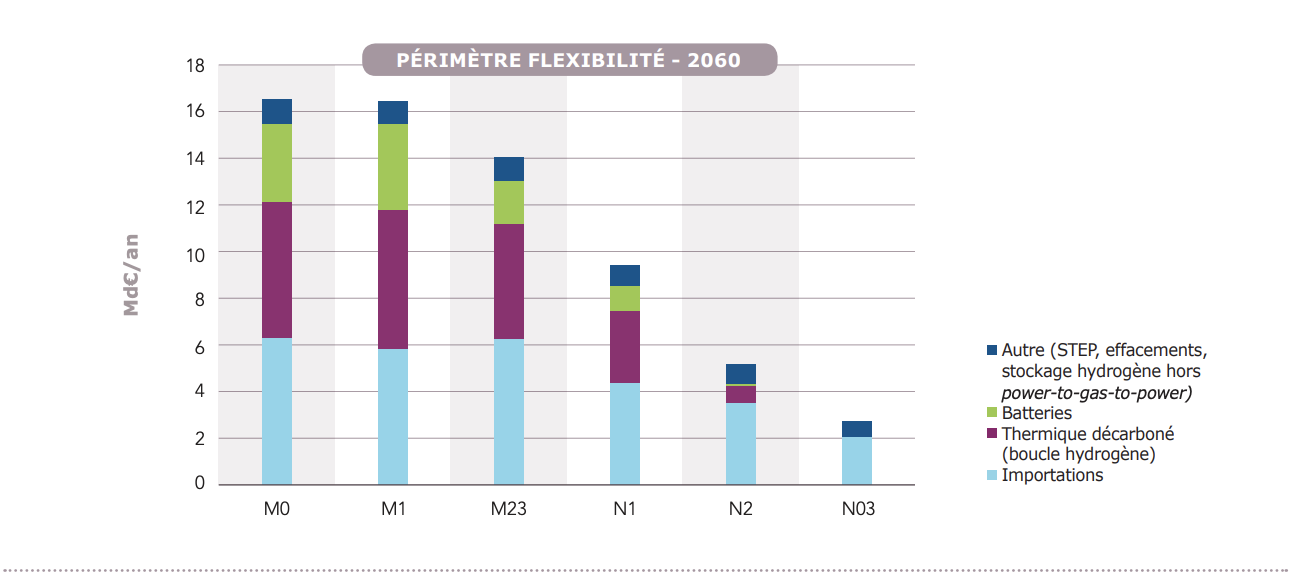 PÉRIMÈTRE FLEXIBILITÉ - 2060
Md€/an
18
16
14
12
10
8
6
4
2
0
M0
M1
M23
N1
N2
N03
Autre (STEP, effacements,
stockage hydrogène hors
power-to-gas-to-power)
Batteries
Thermique décarboné
(boucle hydrogène)
Importations